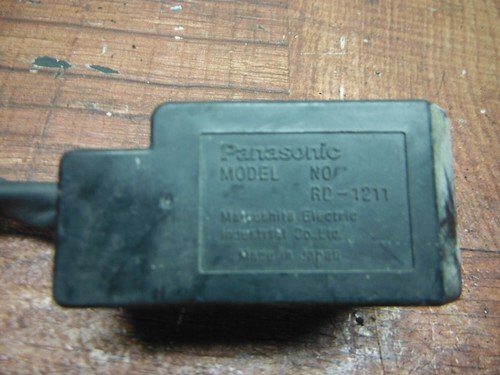 Panasonic
MODEL NO
RD-1211
Matsushita Electric
Industrial Co.,Ltd.
Made in Japan